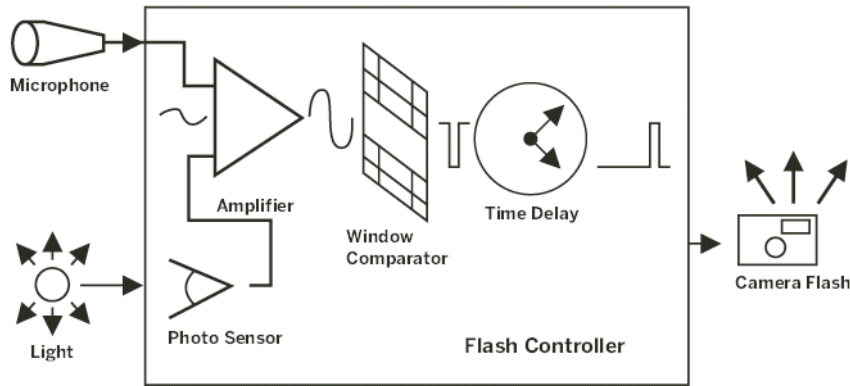 Microphone
Amplifier
Time Delay
Window
Comparator
Camera Flash
Photo Sensor
Light
Flash Controller